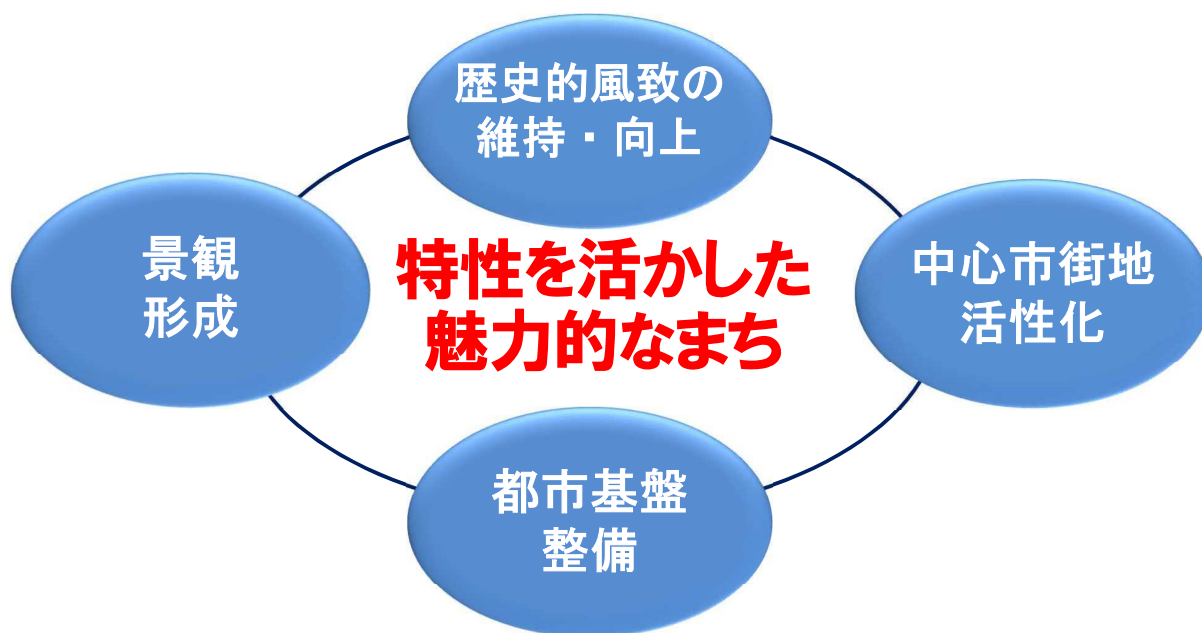 歴史的風致の
維持・向上
景観
形成
特性を活かした
魅力的なまち
中心市街地
活性化
都市基盤
整備